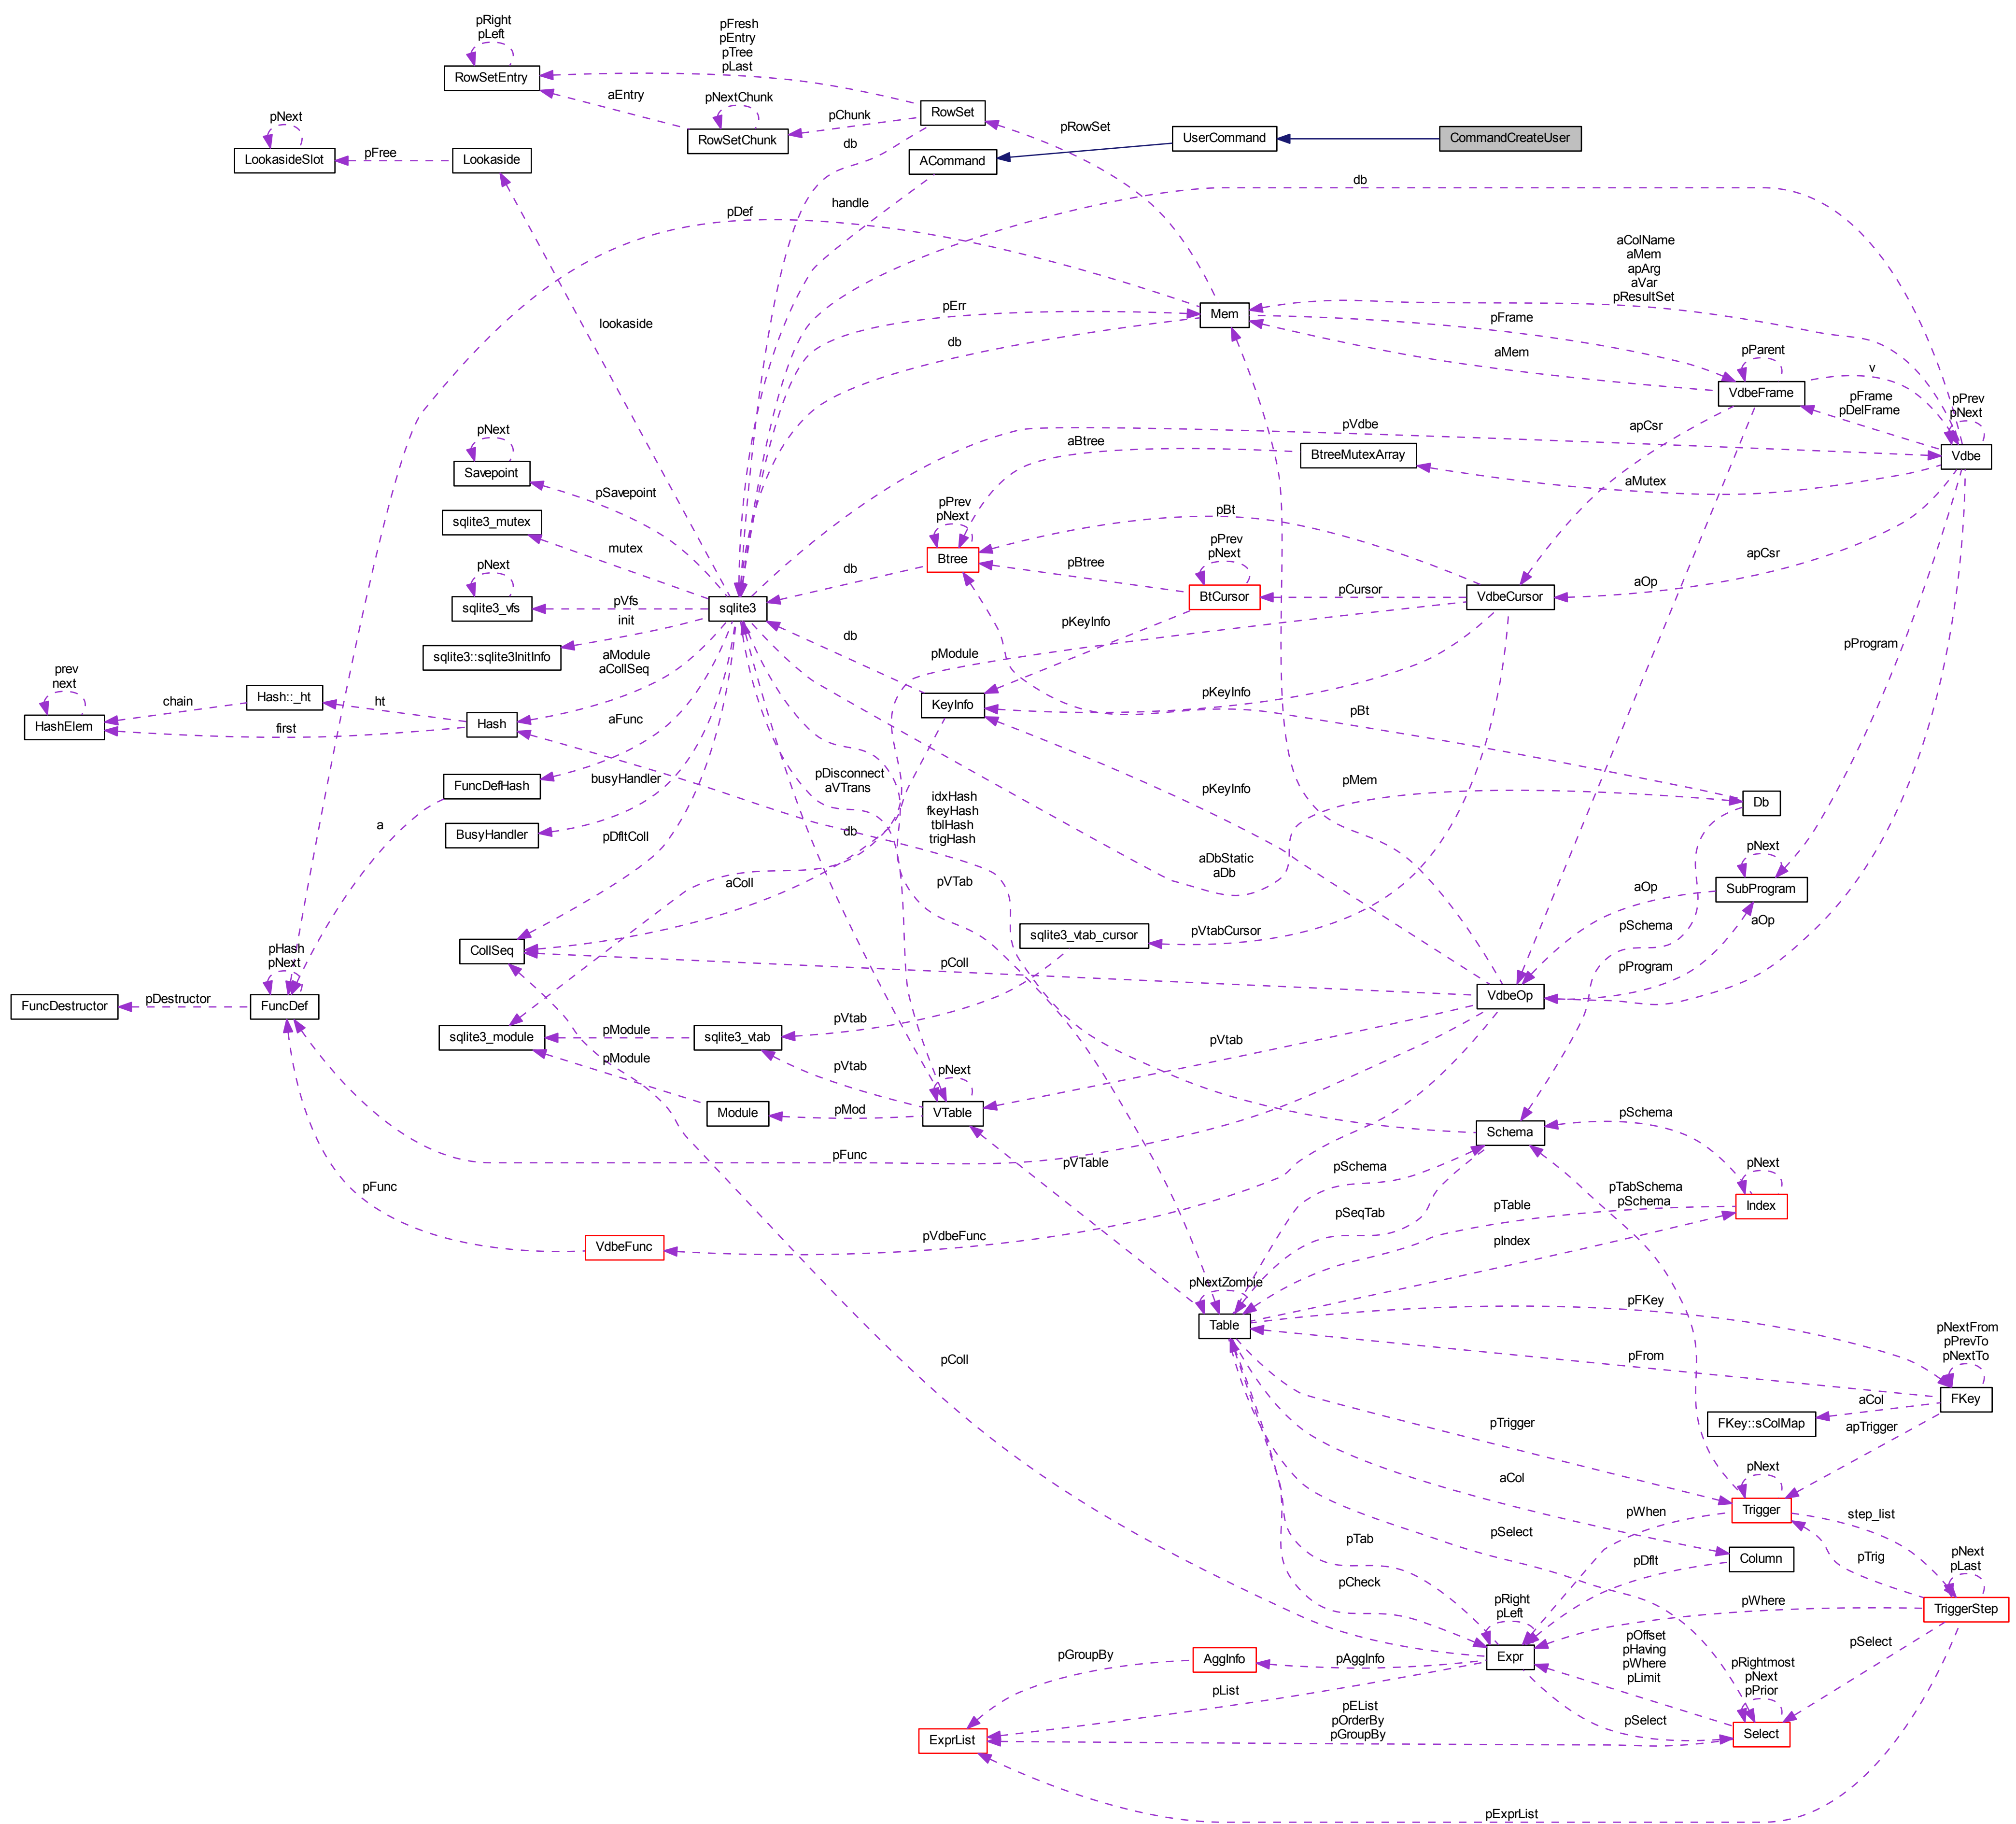 pRight
pLeft
pFresh
pEntry
pTree
pLast
RowSetEntry
aEntry
pNextChunk
RowSet
pChunk
pRowSet
UserCommand
CommandCreateUser
pNext
RowSetChunk
db
LookasideSlot
pFree
Lookaside
ACommand
db
handle
pDef
aColName
aMem
apArg
aVar
pResultSet
lookaside
pErr
Mem
pFrame
db
aMem
pParent
v
VdbeFrame
pFrame
pDelFrame
pPrev
pNext
pVdbe
apCsr
pNext
aBtree
BtreeMutexArray
Vdbe
Savepoint
pSavepoint
aMutex
sqlite3_mutex
pPrev
pNext
pBt
mutex
Btree
pBtree
pPrev
pNext
apCsr
pNext
db
aOp
sqlite3_vfs
pVfs
sqlite3
BtCursor
pCursor
VdbeCursor
init
pKeyInfo
sqlite3::sqlite3InitInfo
aModule
aCollSeq
db
pModule
pProgram
prev
next
Hash::_ht
chain
ht
KeyInfo
pKeyInfo
HashElem
first
Hash
aFunc
pBt
FuncDefHash
busyHandler
pDisconnect
aVTrans
pKeyInfo
pMem
Db
a
BusyHandler
pDfltColl
db
idxHash
fkeyHash
tblHash
trigHash
pNext
aColl
pVTab
aDbStatic
aDb
aOp
SubProgram
pHash
pNext
CollSeq
sqlite3_vtab_cursor
pVtabCursor
pSchema
aOp
pColl
pProgram
FuncDestructor
pDestructor
FuncDef
VdbeOp
sqlite3_module
pModule
sqlite3_vtab
pVtab
pVtab
pModule
pVtab
pNext
Module
pMod
VTable
pSchema
Schema
pFunc
pVTable
pSchema
pNext
pFunc
pTabSchema
pSchema
pTable
Index
pSeqTab
VdbeFunc
pVdbeFunc
pIndex
pNextZombie
pFKey
Table
pNextFrom
pPrevTo
pNextTo
pColl
pFrom
FKey
aCol
FKey::sColMap
pTrigger
apTrigger
pNext
aCol
Trigger
pWhen
step_list
pTab
pSelect
pDflt
Column
pTrig
pNext
pLast
pCheck
pRight
pLeft
pWhere
TriggerStep
pOffset
pHaving
pWhere
pLimit
pSelect
pGroupBy
AggInfo
pAggInfo
Expr
pRightmost
pNext
pPrior
pList
pEList
pOrderBy
pGroupBy
pSelect
Select
ExprList
pExprList